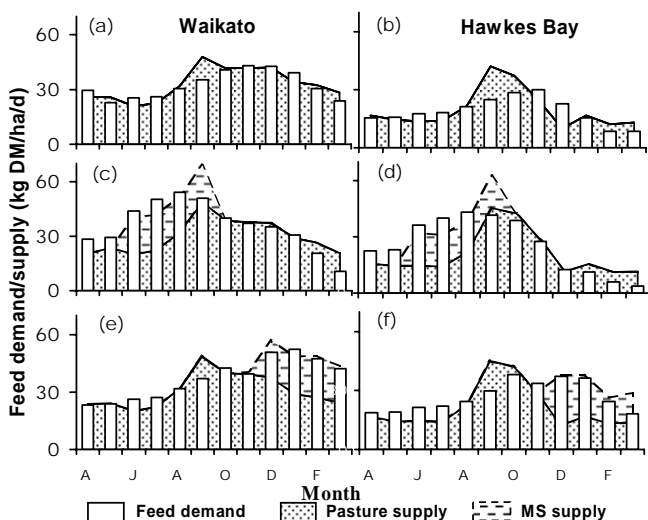 Waikato Hawkes Bay
(a) (b)
60
30
0
(c) (d)
60
30
0
(e) (f)
60
30
0
Feed demand/supply (kg DM/ha/d)
A J A O D F A J A O D F
Month
Feed demand Pasture supply MS supply